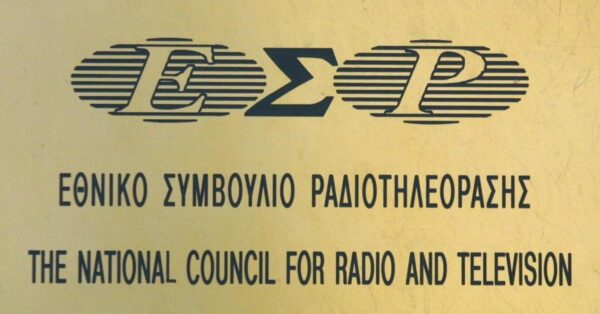 ΕΣΡ
ΕΘΝΙΚΟ ΣΥΜΒΟΥΛΙΟ ΡΑΔΙΟΤΗΛΕΟΡΑΣΗΣ
THE NATIONAL COUNCIL FOR RADIO AND TELEVISION